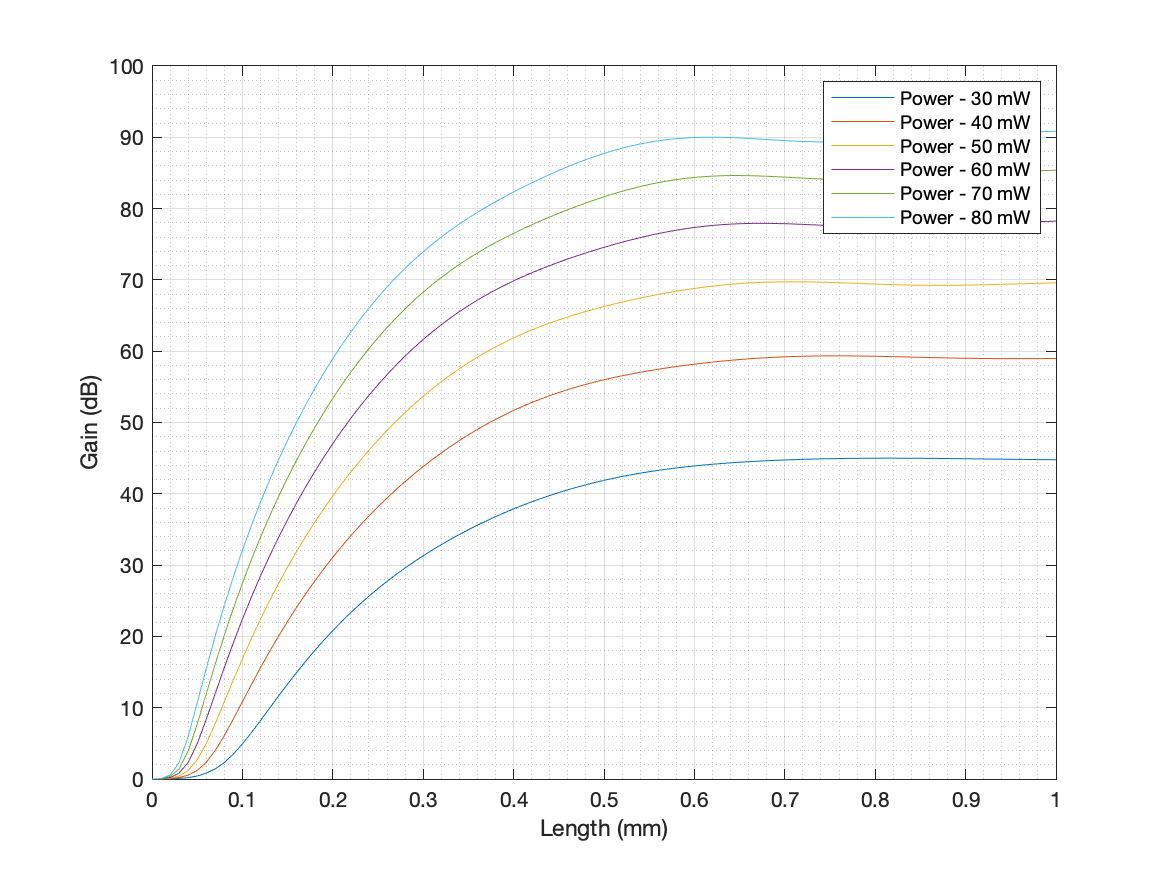 100
90
80
70
60
50
40
30
20
10
0
Gain (dB)
Power - 30 mW
Power - 40 mW
Power - 50 mW
Power - 60 mW
Power - 70 mW
Power - 80 mW
0 0.1 0.2 0.3 0.4 0.5 0.6 0.7 0.8 0.9 1
Length (mm)